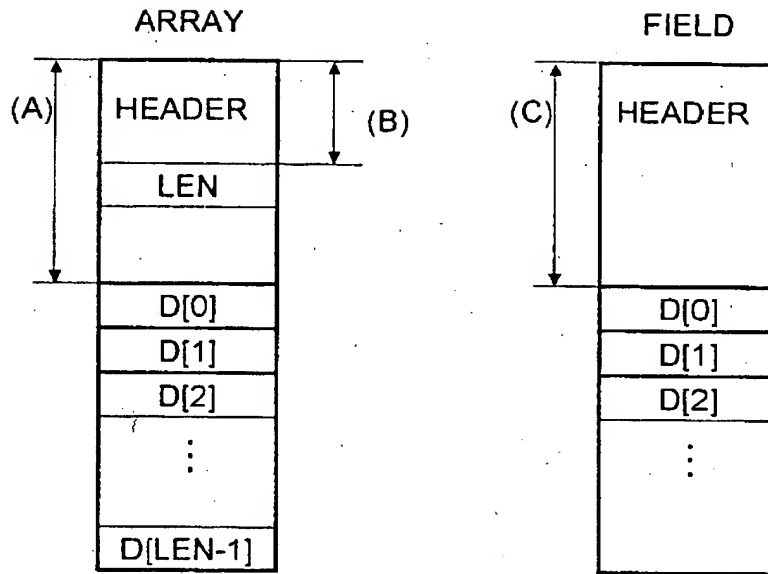 ARRAY
(A)
HEADER
(B)
LEN
D[0]
D[1]
D[2]
⋮
D[LEN-1]
FIELD
(C)
HEADER
D[0]
D[1]
D[2]
⋮